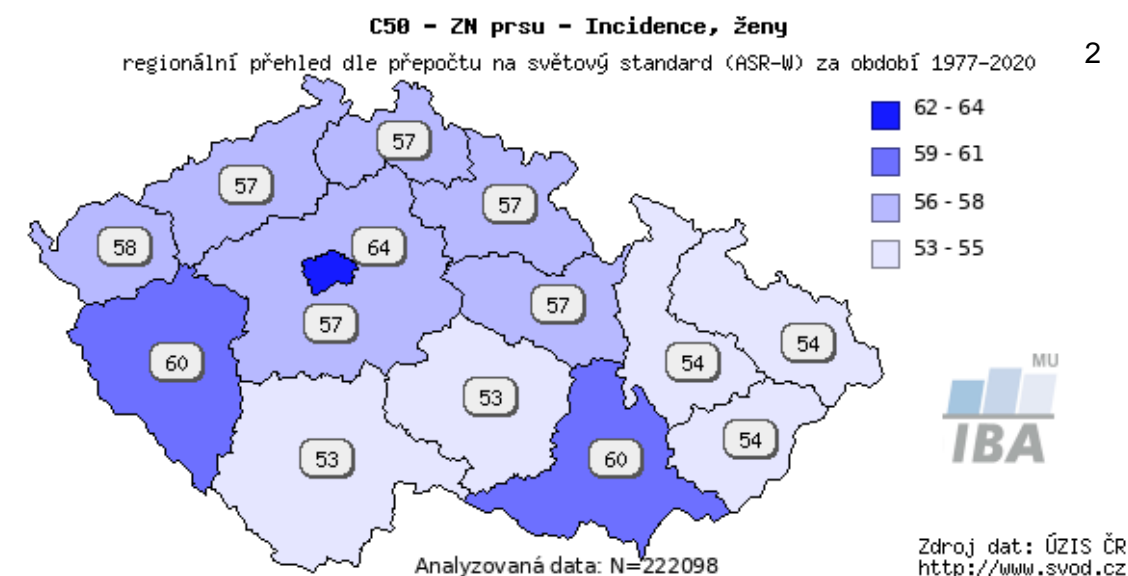 C50 - ZN prsu - Incidence, ženy
regionální přehled dle přepočtu na světový standard (ASR-W) za období 1977-2020
2
62 - 64
59 - 61
56 - 58
53 - 55
57
57
57
58
64
57
57
60
54
54
53
54
53
60
MU
IBA
Analyzovaná data: N=222098
Zdroj dat: ÚZIS ČR
http://www.svod.cz